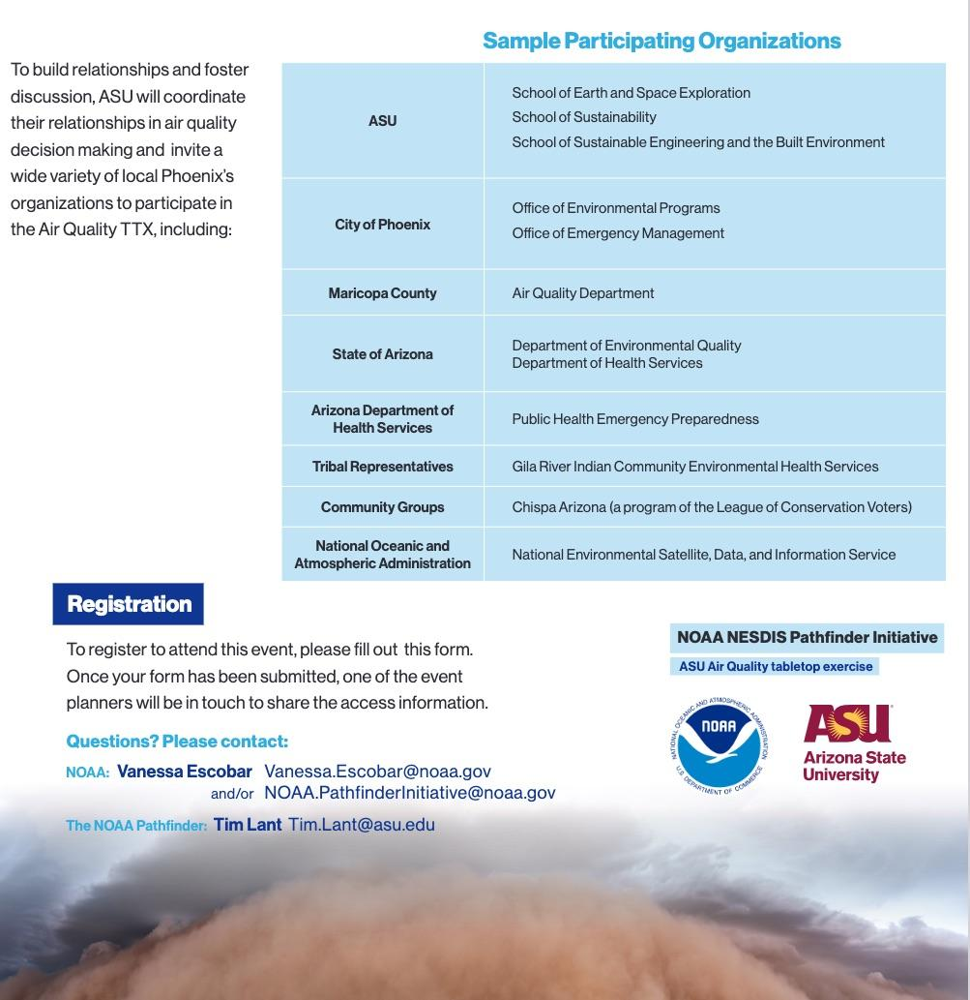 Sample Participating Organizations
To build relationships and foster
discussion, ASU will coordinate
their relationships in air quality
decision making and invite a
wide variety of local Phoenix's
organizations to participate in
the Air Quality TTX, including:
ASU
School of Earth and Space Exploration
School of Sustainability
School of Sustainable Engineering and the Built Environment
City of Phoenix
Office of Environmental Programs
Office of Emergency Management
Maricopa County
Air Quality Department
State of Arizona
Department of Environmental Quality
Department of Health Services
Arizona Department of
Health Services
Public Health Emergency Preparedness
Tribal Representatives
Gila River Indian Community Environmental Health Services
Community Groups
Chispa Arizona (a program of the League of Conservation Voters)
National Oceanic and
Atmospheric Administration
National Environmental Satellite, Data, and Information Service
Registration
To register to attend this event, please fill out this form.
Once your form has been submitted, one of the event
planners will be in touch to share the access information.
Questions? Please contact:
NOAA: Vanessa Escobar Vanessa.Escobar@noaa.gov
and/or NOAA.PathfinderInitiative@noaa.gov
The NOAA Pathfinder: Tim Lant Tim.Lant@asu.edu
NOAA NESDIS Pathfinder Initiative
ASU Air Quality tabletop exercise
NATIONAL OCEANIC AND ATMOSPHERIC ADMINISTRATION
NOAA
U.S. DEPARTMENT OF COMMERCE
ASU
Arizona State
University